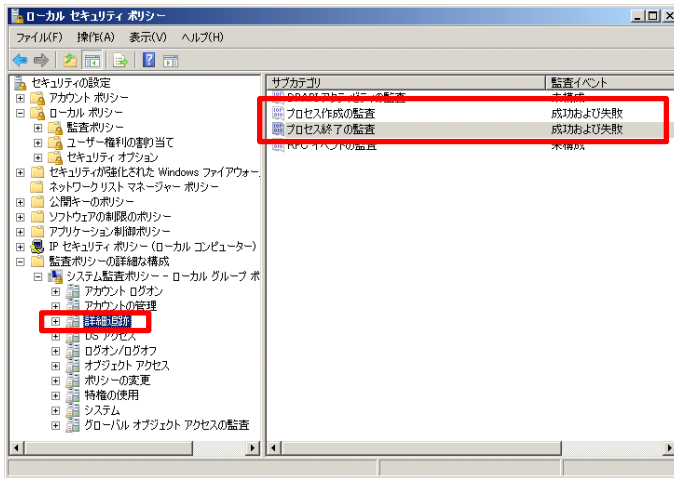 ローカル セキュリティ ポリシー
ファイル(F) 操作(A) 表示(V) ヘルプ(H)
セキュリティの設定
アカウント ポリシー
ローカル ポリシー
監査ポリシー
ユーザー権利の割り当て
セキュリティ オプション
セキュリティが強化された Windows ファイアウォー
ネットワーク リスト マネージャー ポリシー
公開キーのポリシー
ソフトウェアの制限のポリシー
アプリケーション制御ポリシー
IP セキュリティ ポリシー (ローカル コンピューター)
監査ポリシーの詳細な構成
システム監査ポリシー - ローカル グループ ポ
アカウント ログオン
アカウントの管理
詳細追跡
DS アクセス
ログオン/ログオフ
オブジェクト アクセス
ポリシーの変更
特権の使用
システム
グローバル オブジェクト アクセスの監査
サブカテゴリ 監査イベント
DPAPI アクティビティの監査 未構成
プロセス作成の監査 成功および失敗
プロセス終了の監査 成功および失敗
RPC イベントの監査 未構成